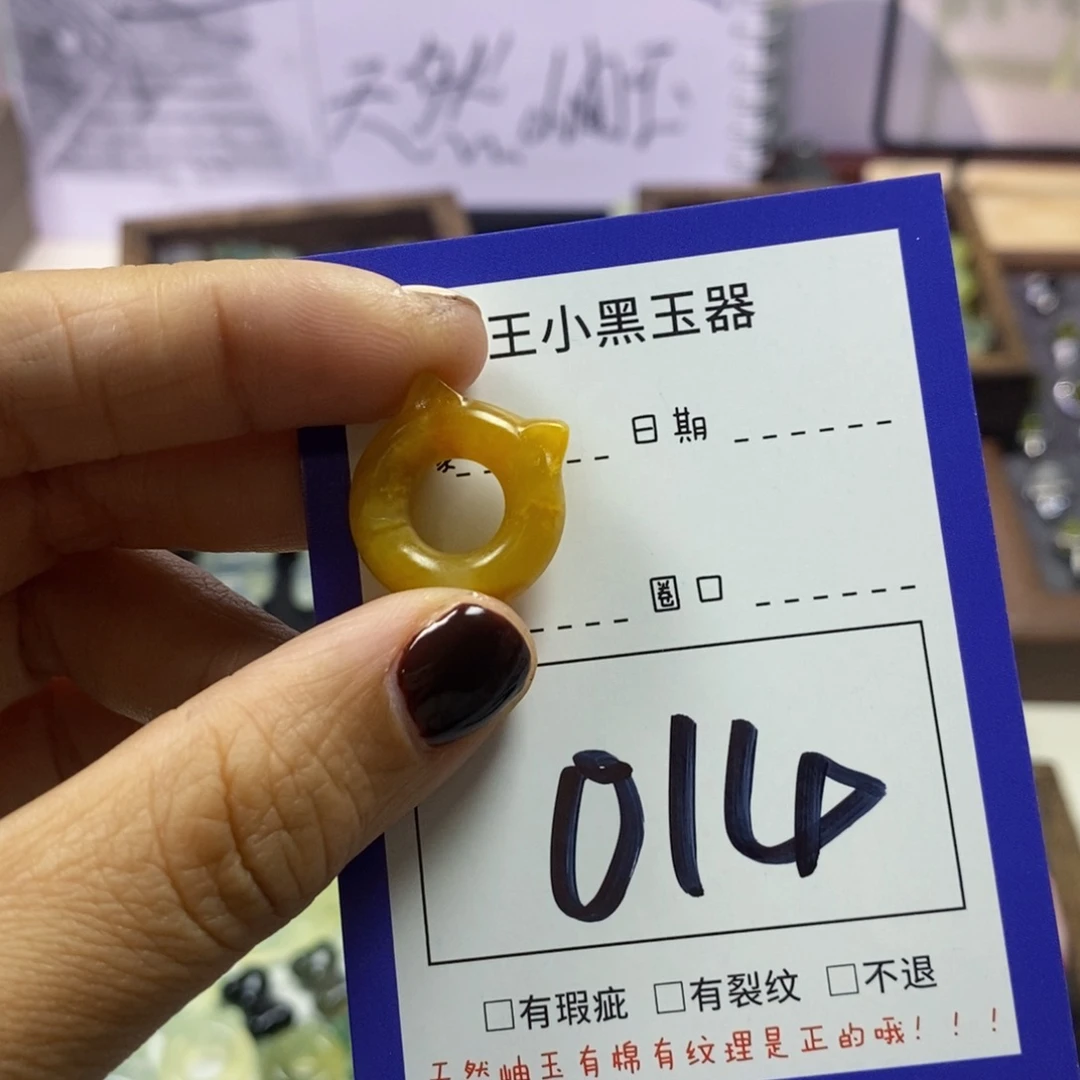 天然岫玉
王小黑玉器
日期
圈口
014
□有瑕疵 □有裂纹 □不退
天然岫玉有棉有纹理是正的哦！！！